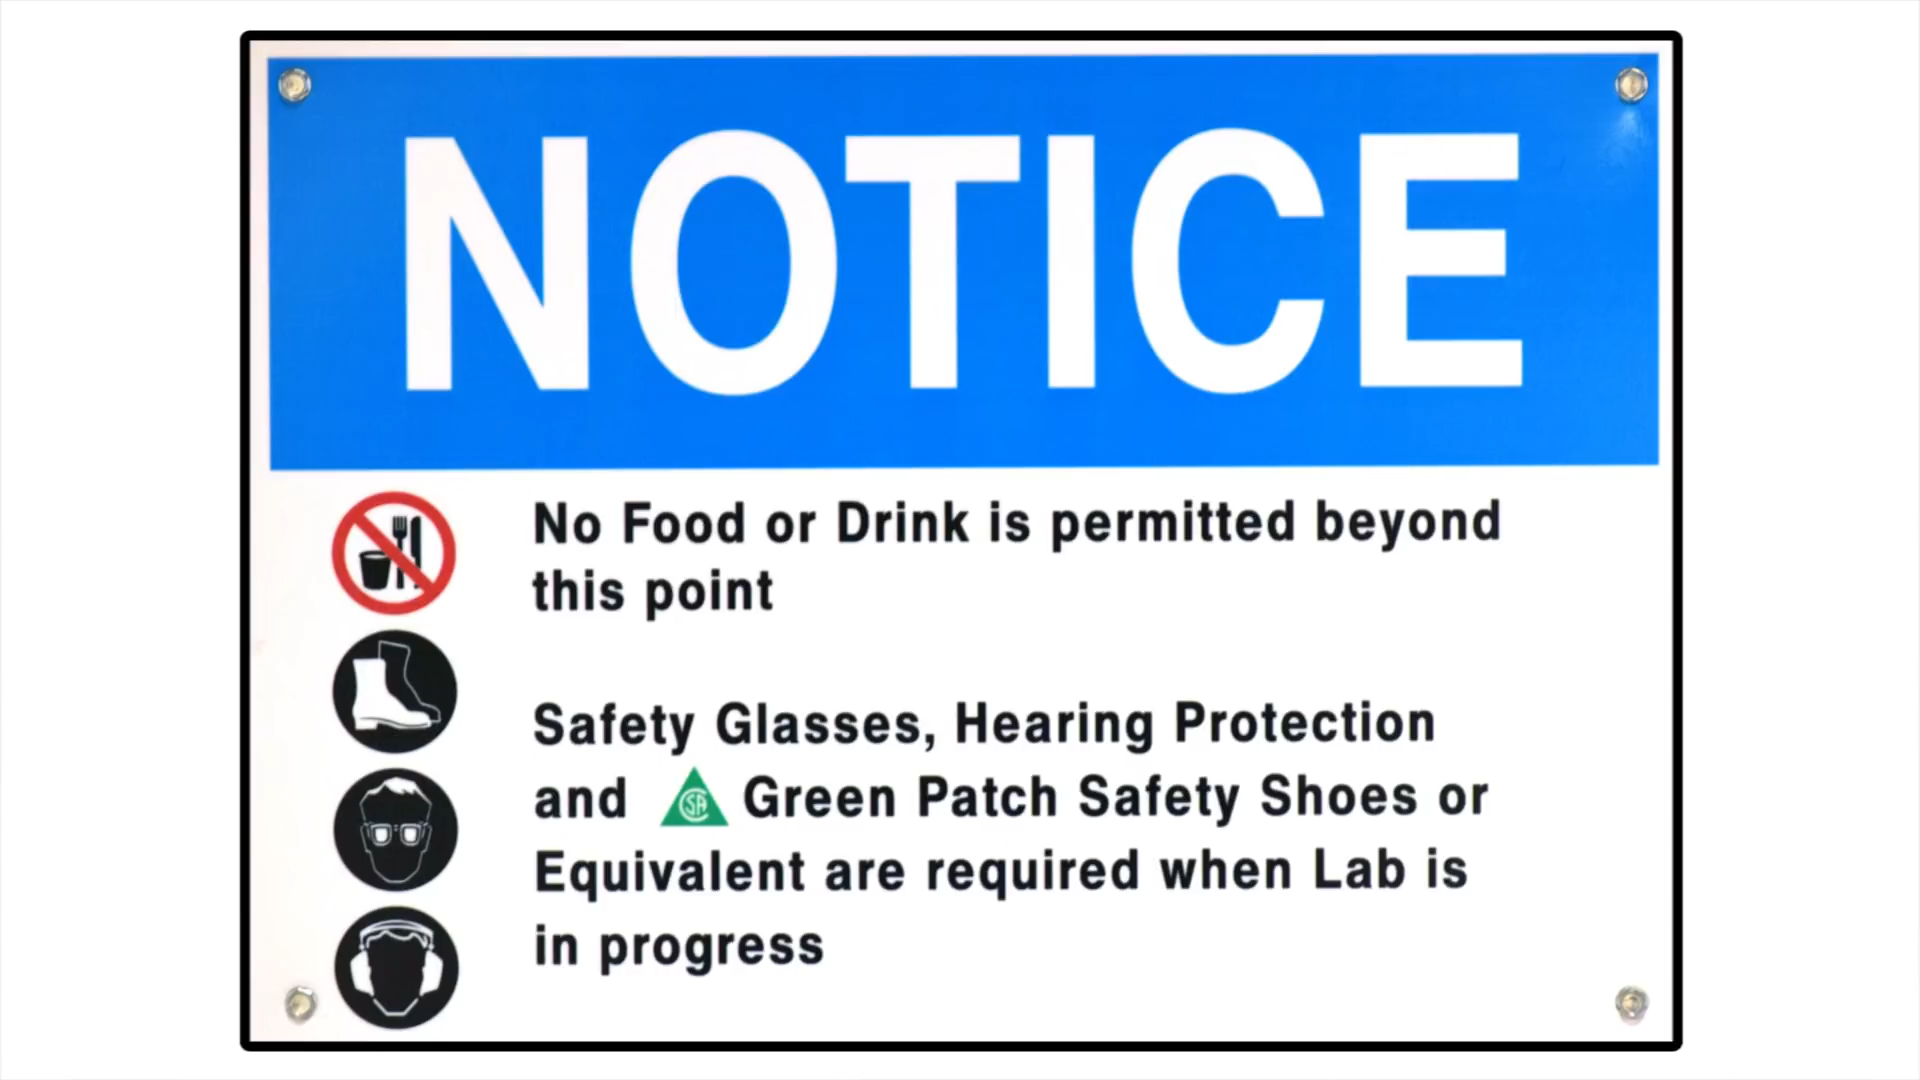 NOTICE
No Food or Drink is permitted beyond
this point
Safety Glasses, Hearing Protection
and CSA Green Patch Safety Shoes or
Equivalent are required when Lab is
in progress